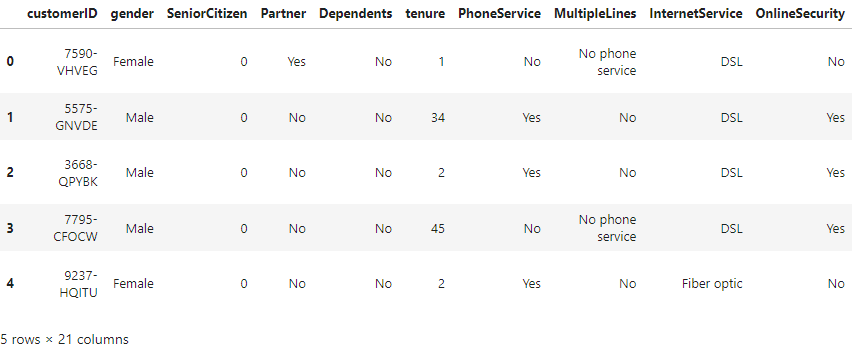 customerID gender SeniorCitizen Partner Dependents tenure PhoneService MultipleLines InternetService OnlineSecurity
0 7590-VHVEG Female 0 Yes No 1 No No phone service DSL No
1 5575-GNVDE Male 0 No No 34 Yes No DSL Yes
2 3668-QPYBK Male 0 No No 2 Yes No DSL Yes
3 7795-CFOCW Male 0 No No 45 No No phone service DSL Yes
4 9237-HQITU Female 0 No No 2 Yes No Fiber optic No
5 rows × 21 columns